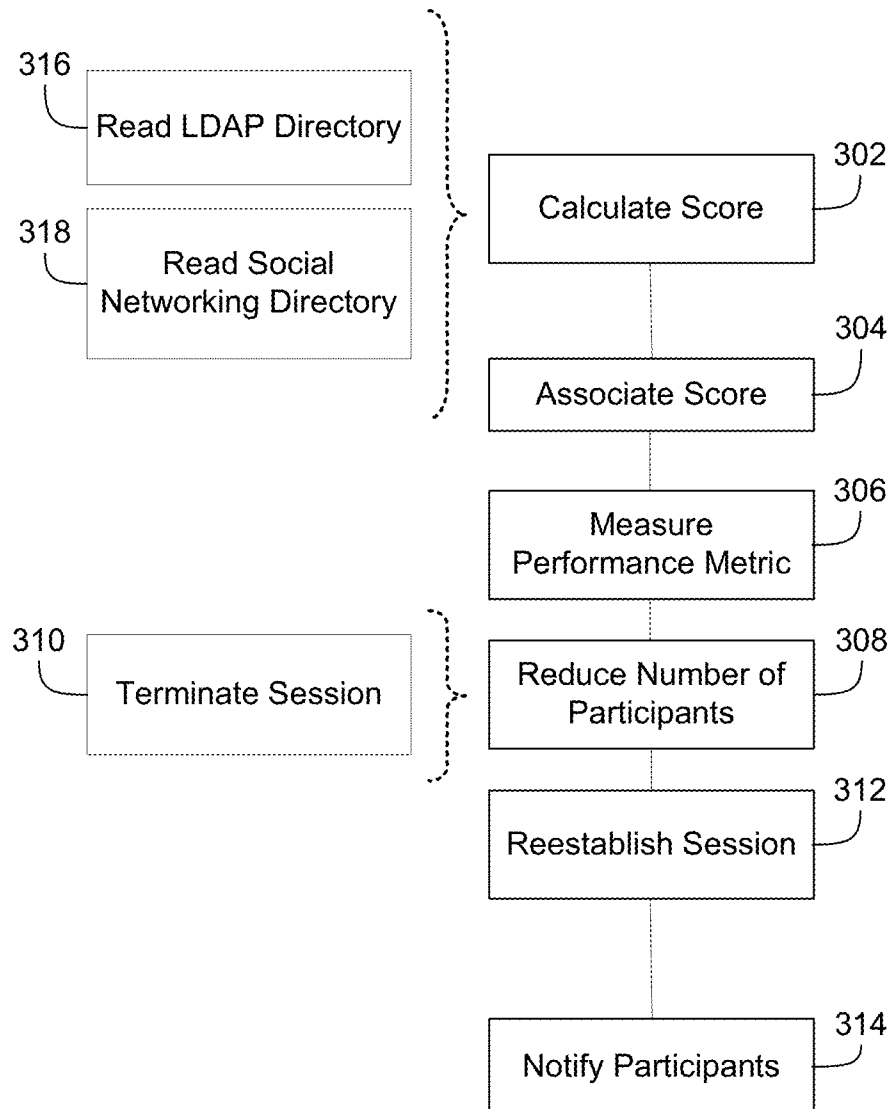 316
Read LDAP Directory
302
Calculate Score
318
Read Social
Networking Directory
304
Associate Score
306
Measure
Performance Metric
310
Terminate Session
308
Reduce Number of
Participants
312
Reestablish Session
314
Notify Participants